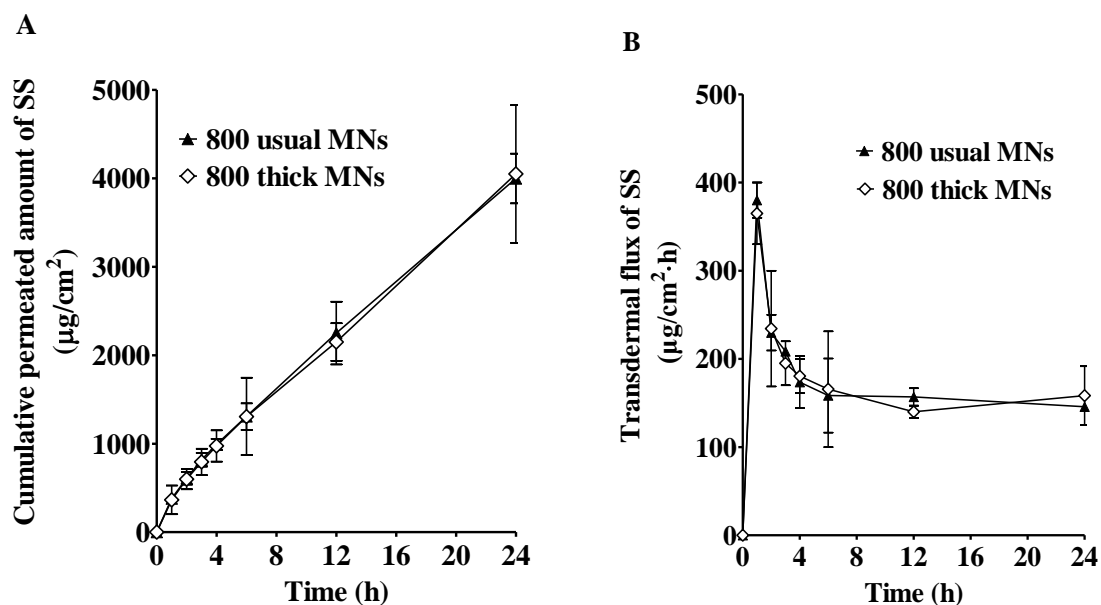 A
Cumulative permeated amount of SS
(µg/cm²)
5000
4000
3000
2000
1000
0
800 usual MNs
800 thick MNs
0 4 8 12 16 20 24
Time (h)
B
Transdermal flux of SS
(µg/cm²·h)
500
400
300
200
100
0
800 usual MNs
800 thick MNs
0 4 8 12 16 20 24
Time (h)